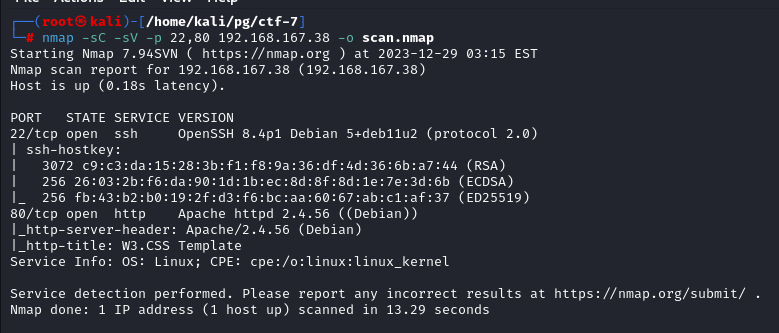 ┌──(root㉿kali)-[/home/kali/pg/ctf-7]
└─# nmap -sC -sV -p 22,80 192.168.167.38 -o scan.nmap
Starting Nmap 7.94SVN ( https://nmap.org ) at 2023-12-29 03:15 EST
Nmap scan report for 192.168.167.38 (192.168.167.38)
Host is up (0.18s latency).

PORT   STATE SERVICE VERSION
22/tcp open  ssh     OpenSSH 8.4p1 Debian 5+deb11u2 (protocol 2.0)
| ssh-hostkey:
|   3072 c9:c3:da:15:28:3b:f1:f8:9a:36:df:4d:36:6b:a7:44 (RSA)
|   256 26:03:2b:f6:da:90:1d:1b:ec:8d:8f:8d:1e:7e:3d:6b (ECDSA)
|_  256 fb:43:b2:b0:19:2f:d3:f6:bc:aa:60:67:ab:c1:af:37 (ED25519)
80/tcp open  http    Apache httpd 2.4.56 ((Debian))
|_http-server-header: Apache/2.4.56 (Debian)
|_http-title: W3.CSS Template
Service Info: OS: Linux; CPE: cpe:/o:linux:linux_kernel

Service detection performed. Please report any incorrect results at https://nmap.org/submit/ .
Nmap done: 1 IP address (1 host up) scanned in 13.29 seconds